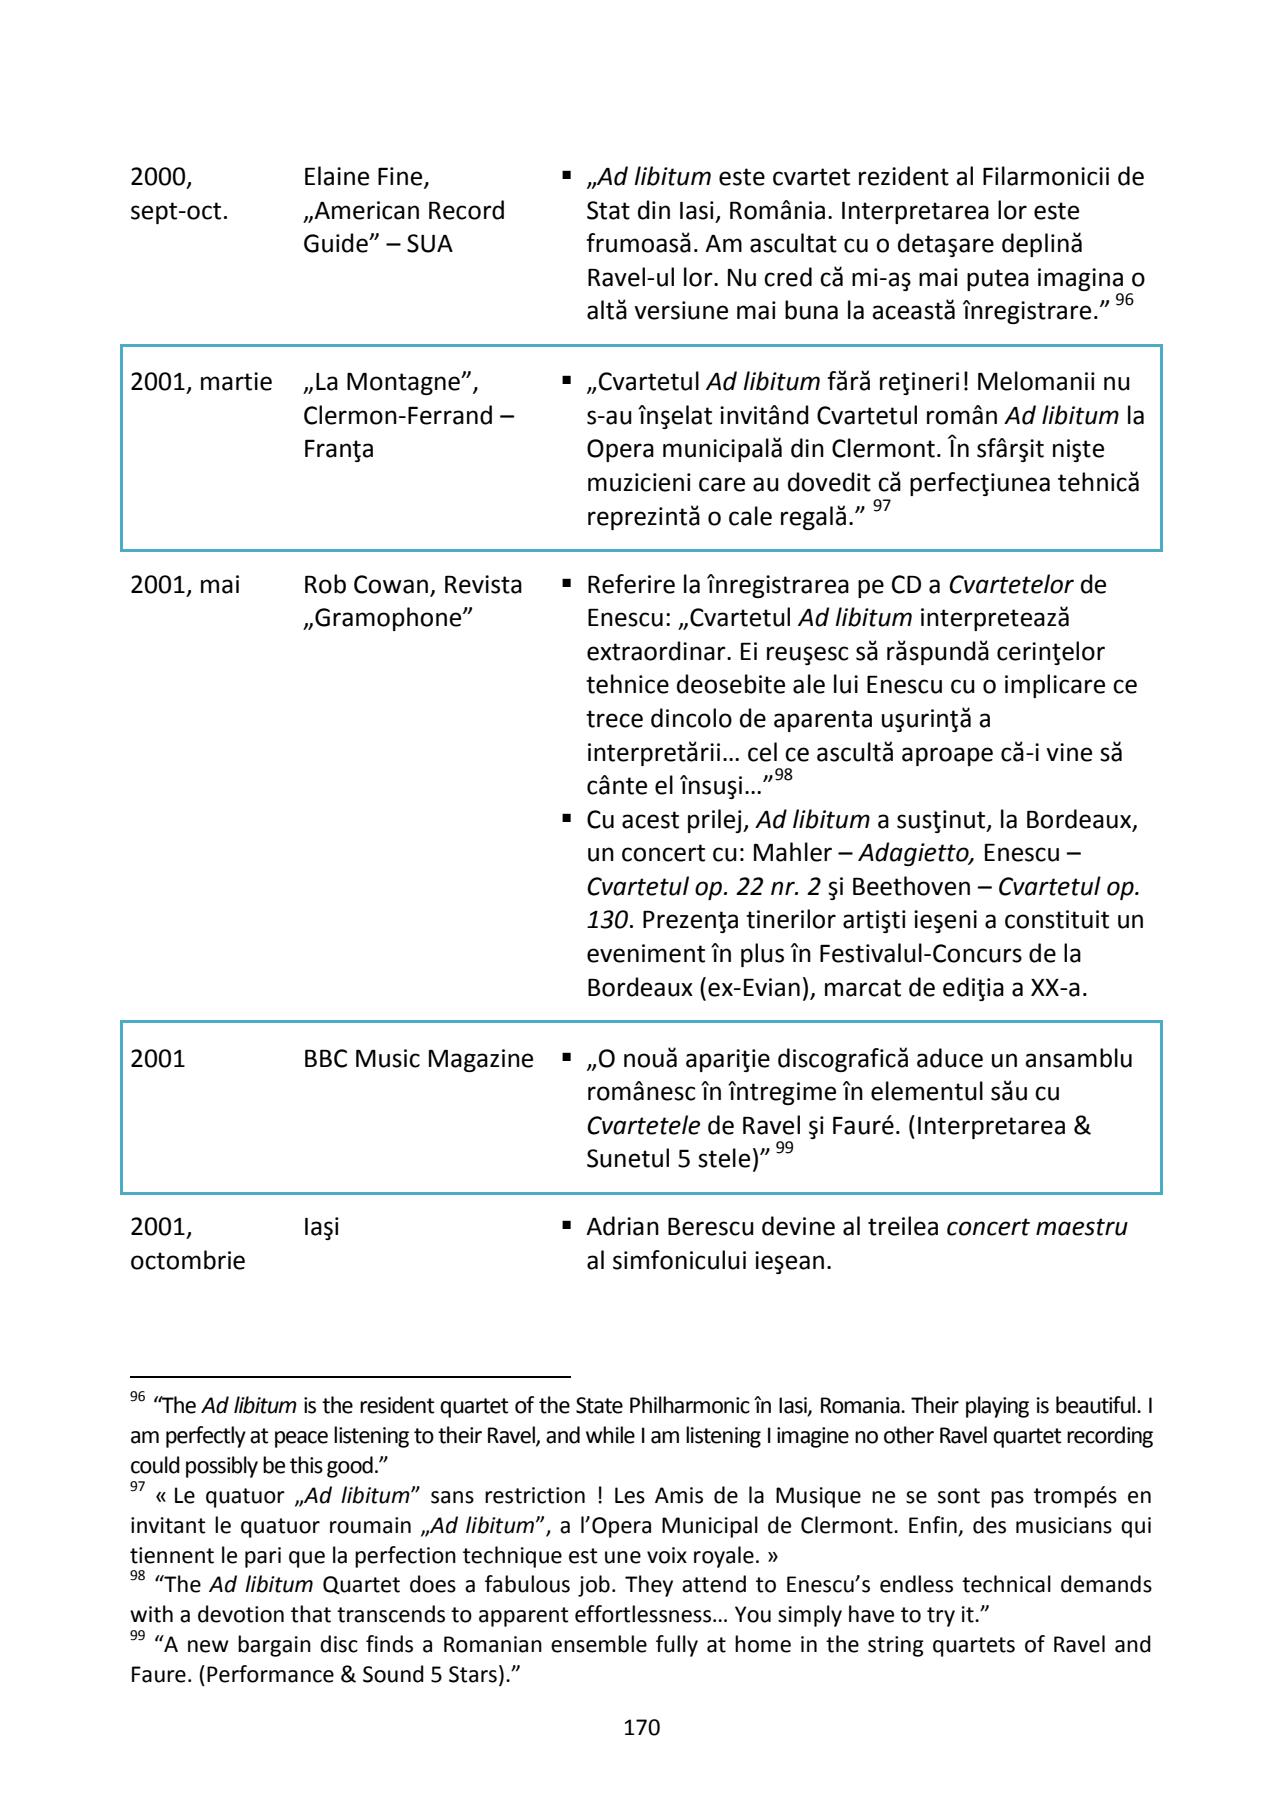 2000,
sept-oct.
Elaine Fine,
„American Record
Guide” – SUA
▪ „Ad libitum este cvartet rezident al Filarmonicii de
Stat din Iasi, România. Interpretarea lor este
frumoasă. Am ascultat cu o detaşare deplină
Ravel-ul lor. Nu cred că mi-aş mai putea imagina o
altă versiune mai buna la această înregistrare.” 96
2001, martie
„La Montagne”,
Clermon-Ferrand –
Franţa
▪ „Cvartetul Ad libitum fără reţineri! Melomanii nu
s-au înşelat invitând Cvartetul român Ad libitum la
Opera municipală din Clermont. În sfârşit nişte
muzicieni care au dovedit că perfecţiunea tehnică
reprezintă o cale regală.” 97
2001, mai
Rob Cowan, Revista
„Gramophone”
▪ Referire la înregistrarea pe CD a Cvartetelor de
Enescu: „Cvartetul Ad libitum interpretează
extraordinar. Ei reuşesc să răspundă cerinţelor
tehnice deosebite ale lui Enescu cu o implicare ce
trece dincolo de aparenta uşurinţă a
interpretării… cel ce ascultă aproape că-i vine să
cânte el însuşi…”98
▪ Cu acest prilej, Ad libitum a susţinut, la Bordeaux,
un concert cu: Mahler – Adagietto, Enescu –
Cvartetul op. 22 nr. 2 şi Beethoven – Cvartetul op.
130. Prezenţa tinerilor artişti ieşeni a constituit un
eveniment în plus în Festivalul-Concurs de la
Bordeaux (ex-Evian), marcat de ediţia a XX-a.
2001
BBC Music Magazine
▪ „O nouă apariţie discografică aduce un ansamblu
românesc în întregime în elementul său cu
Cvartetele de Ravel şi Fauré. (Interpretarea &
Sunetul 5 stele)” 99
2001,
octombrie
Iaşi
▪ Adrian Berescu devine al treilea concert maestru
al simfonicului ieşean.
96 “The Ad libitum is the resident quartet of the State Philharmonic în Iasi, Romania. Their playing is beautiful. I
am perfectly at peace listening to their Ravel, and while I am listening I imagine no other Ravel quartet recording
could possibly be this good.”
97 « Le quatuor „Ad libitum” sans restriction ! Les Amis de la Musique ne se sont pas trompés en
invitant le quatuor roumain „Ad libitum”, a l’Opera Municipal de Clermont. Enfin, des musicians qui
tiennent le pari que la perfection technique est une voix royale. »
98 “The Ad libitum Quartet does a fabulous job. They attend to Enescu’s endless technical demands
with a devotion that transcends to apparent effortlessness… You simply have to try it.”
99 “A new bargain disc finds a Romanian ensemble fully at home in the string quartets of Ravel and
Faure. (Performance & Sound 5 Stars).”
170